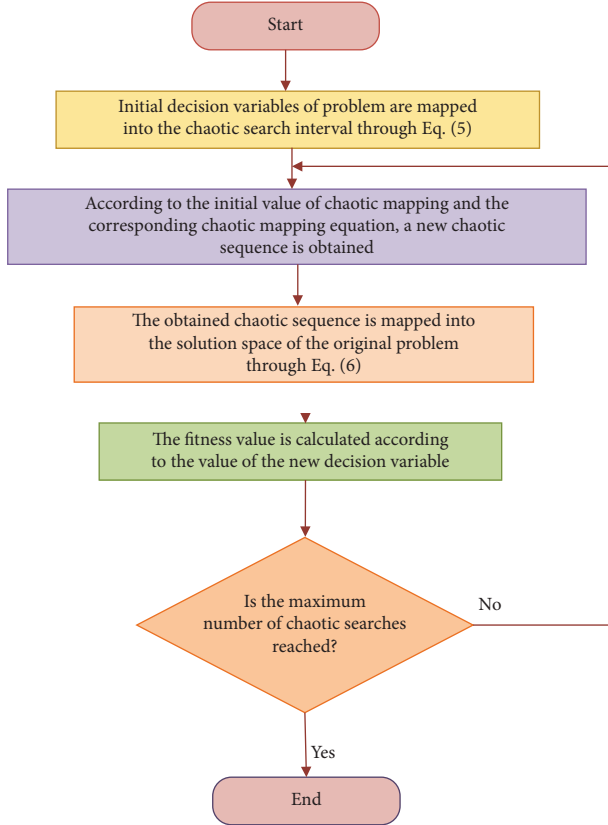 Start
Initial decision variables of problem are mapped
into the chaotic search interval through Eq. (5)
According to the initial value of chaotic mapping and the
corresponding chaotic mapping equation, a new chaotic
sequence is obtained
The obtained chaotic sequence is mapped into
the solution space of the original problem
through Eq. (6)
The fitness value is calculated according
to the value of the new decision variable
Is the maximum
number of chaotic searches
reached?
No
Yes
End